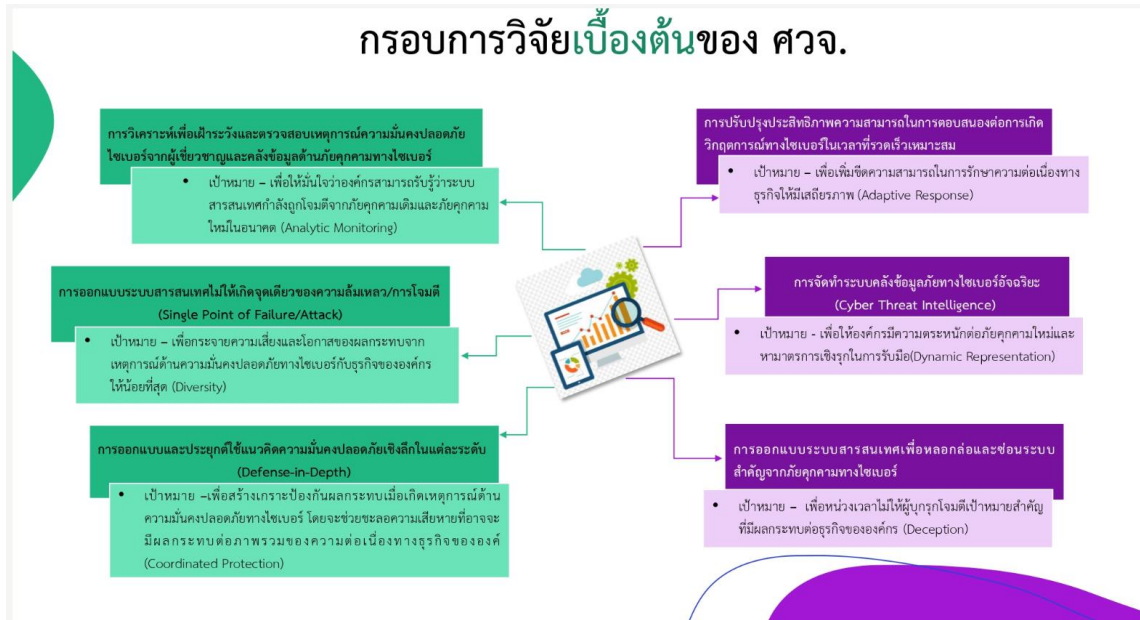 กรอบการวิจัยเบื้องต้นของ ศวจ.
การวิเคราะห์เพื่อเฝ้าระวังและตรวจสอบเหตุการณ์ความมั่นคงปลอดภัย
ไซเบอร์จากผู้เชี่ยวชาญและคลังข้อมูลด้านภัยคุกคามทางไซเบอร์
• เป้าหมาย – เพื่อให้มั่นใจว่าองค์กรสามารถรับรู้ว่าระบบ
สารสนเทศกำลังถูกโจมตีจากภัยคุกคามเดิมและภัยคุกคาม
ใหม่ในอนาคต (Analytic Monitoring)
การออกแบบระบบสารสนเทศไม่ให้เกิดจุดเดียวของความล้มเหลว/การโจมตี
(Single Point of Failure/Attack)
• เป้าหมาย – เพื่อกระจายความเสี่ยงและโอกาสของผลกระทบจาก
เหตุการณ์ด้านความมั่นคงปลอดภัยทางไซเบอร์กับธุรกิจขององค์กร
ให้น้อยที่สุด (Diversity)
การออกแบบและประยุกต์ใช้แนวคิดความมั่นคงปลอดภัยเชิงลึกในแต่ละระดับ
(Defense-in-Depth)
• เป้าหมาย –เพื่อสร้างเกราะป้องกันผลกระทบเมื่อเกิดเหตุการณ์ด้าน
ความมั่นคงปลอดภัยทางไซเบอร์ โดยจะช่วยชะลอความเสียหายที่อาจจะ
มีผลกระทบต่อภาพรวมของความต่อเนื่องทางธุรกิจขององค์
(Coordinated Protection)
การปรับปรุงประสิทธิภาพความสามารถในการตอบสนองต่อการเกิด
วิกฤตการณ์ทางไซเบอร์ในเวลาที่รวดเร็วเหมาะสม
• เป้าหมาย – เพื่อเพิ่มขีดความสามารถในการรักษาความต่อเนื่องทาง
ธุรกิจให้มีเสถียรภาพ (Adaptive Response)
การจัดทำระบบคลังข้อมูลภัยทางไซเบอร์อัจฉริยะ
(Cyber Threat Intelligence)
• เป้าหมาย - เพื่อให้องค์กรมีความตระหนักต่อภัยคุกคามใหม่และ
หามาตรการเชิงรุกในการรับมือ(Dynamic Representation)
การออกแบบระบบสารสนเทศเพื่อหลอกล่อและซ่อนระบบ
สำคัญจากภัยคุกคามทางไซเบอร์
• เป้าหมาย – เพื่อหน่วงเวลาไม่ให้ผู้บุกรุกโจมตีเป้าหมายสำคัญ
ที่มีผลกระทบต่อธุรกิจขององค์กร (Deception)